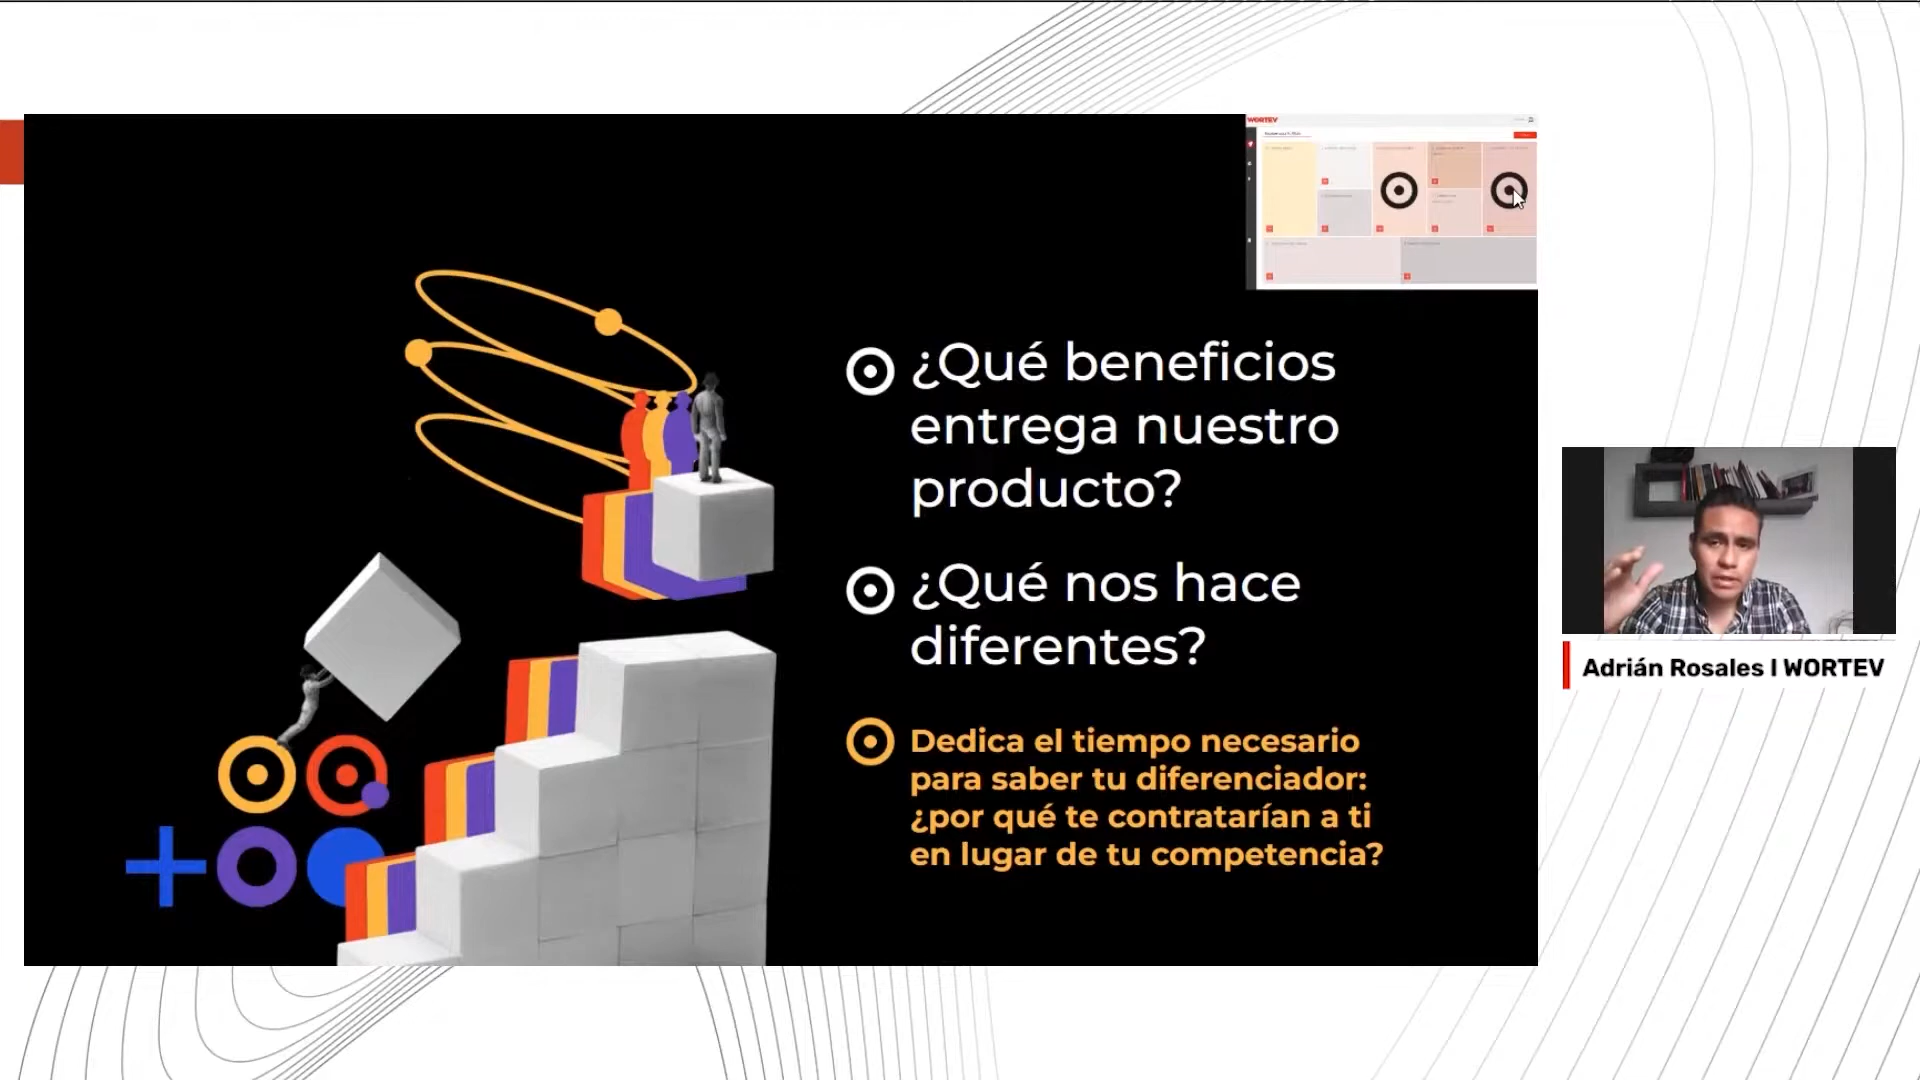 WORTEV
¿Qué beneficios
entrega nuestro
producto?
¿Qué nos hace
diferentes?
Dedica el tiempo necesario
para saber tu diferenciador:
¿por qué te contratarían a ti
en lugar de tu competencia?
Adrián Rosales I WORTEV